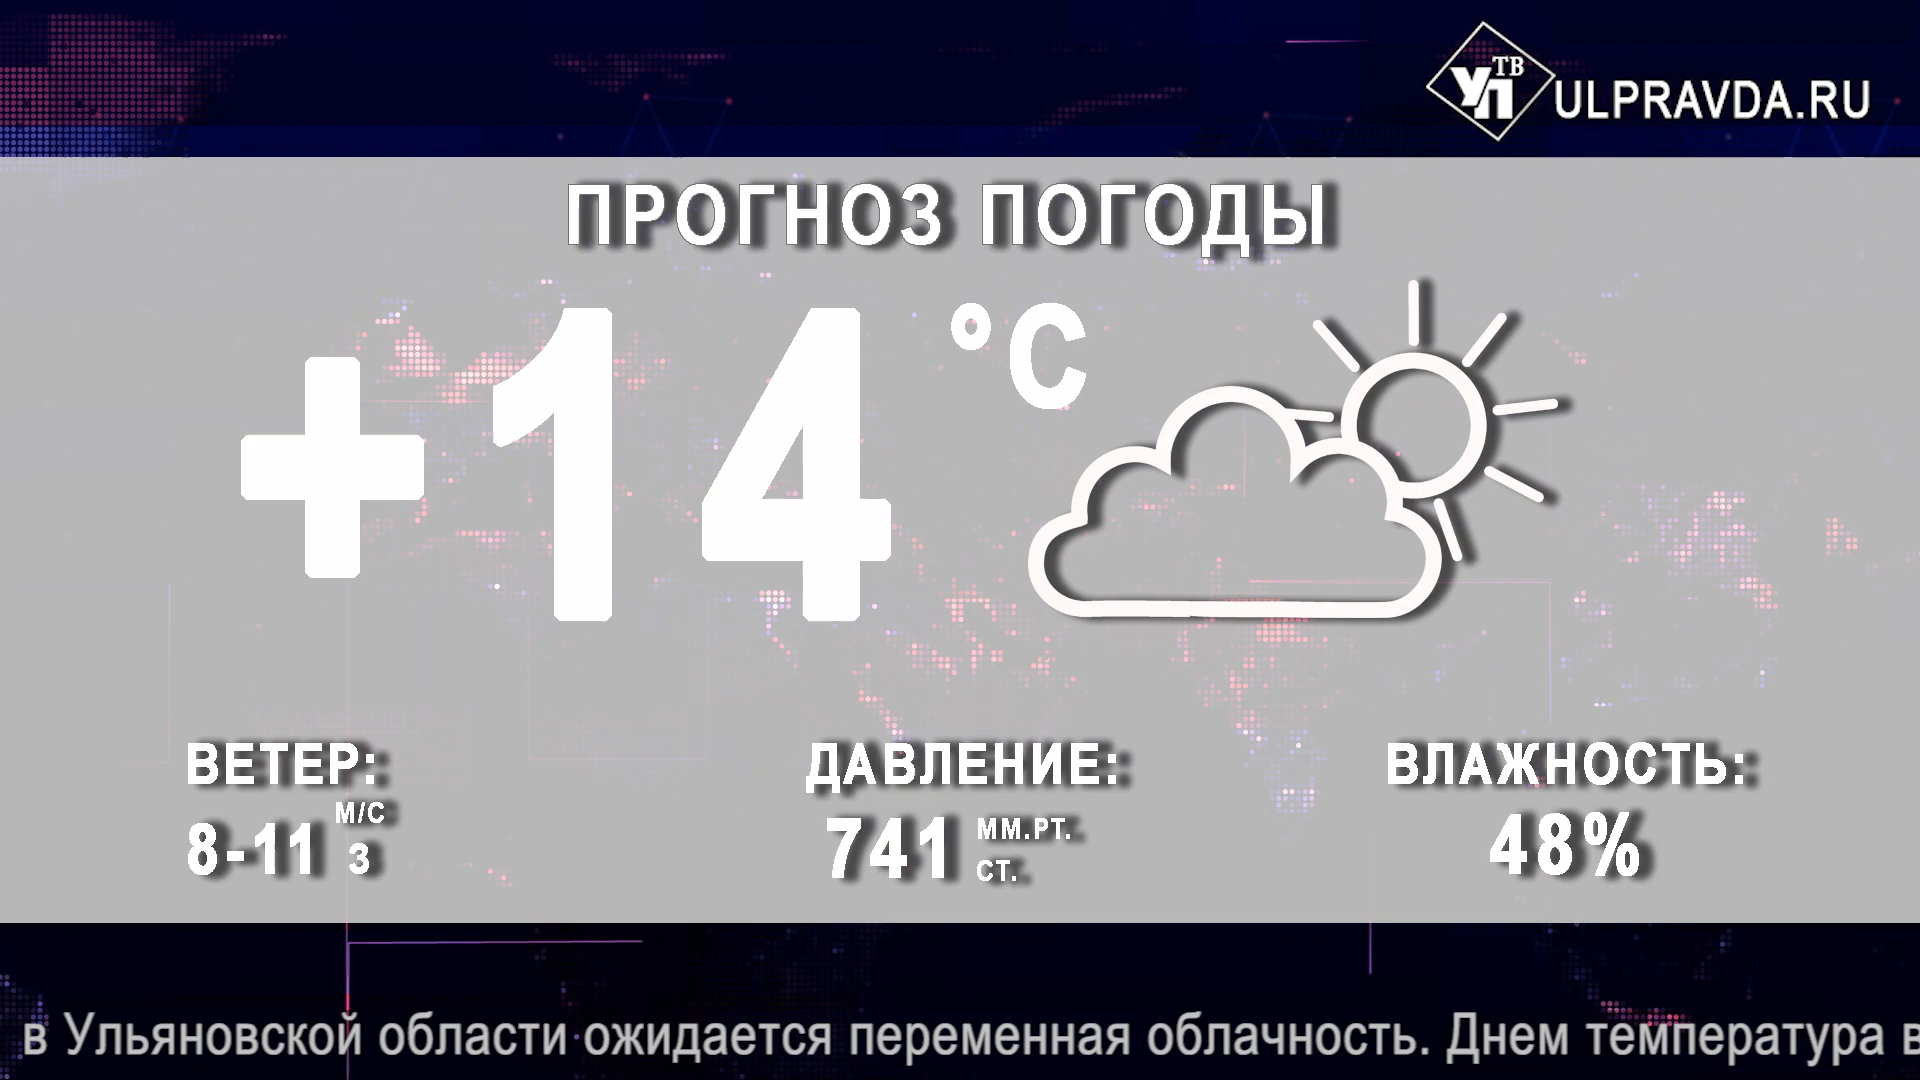 ТВ
УП
ULPRAVDA.RU
ПРОГНОЗ ПОГОДЫ
+14 °C
ВЕТЕР:
8-11 М/С
З
ДАВЛЕНИЕ:
741 ММ.РТ.
СТ.
ВЛАЖНОСТЬ:
48%
в Ульяновской области ожидается переменная облачность. Днем температура в